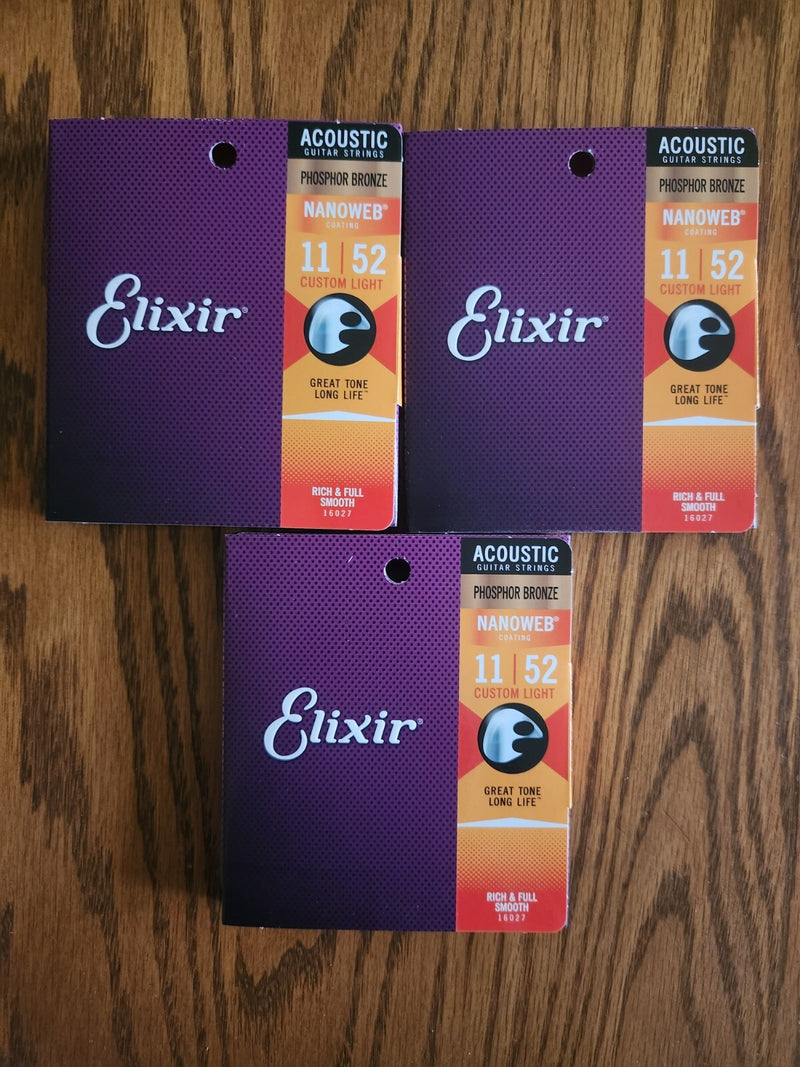 Elixir®
ACOUSTIC
GUITAR STRINGS
PHOSPHOR BRONZE
NANOWEB®
COATING
11 | 52
CUSTOM LIGHT
GREAT TONE
LONG LIFE™
RICH & FULL
SMOOTH
16027
Elixir®
ACOUSTIC
GUITAR STRINGS
PHOSPHOR BRONZE
NANOWEB®
COATING
11 | 52
CUSTOM LIGHT
GREAT TONE
LONG LIFE™
RICH & FULL
SMOOTH
16027
Elixir®
ACOUSTIC
GUITAR STRINGS
PHOSPHOR BRONZE
NANOWEB®
COATING
11 | 52
CUSTOM LIGHT
GREAT TONE
LONG LIFE™
RICH & FULL
SMOOTH
16027